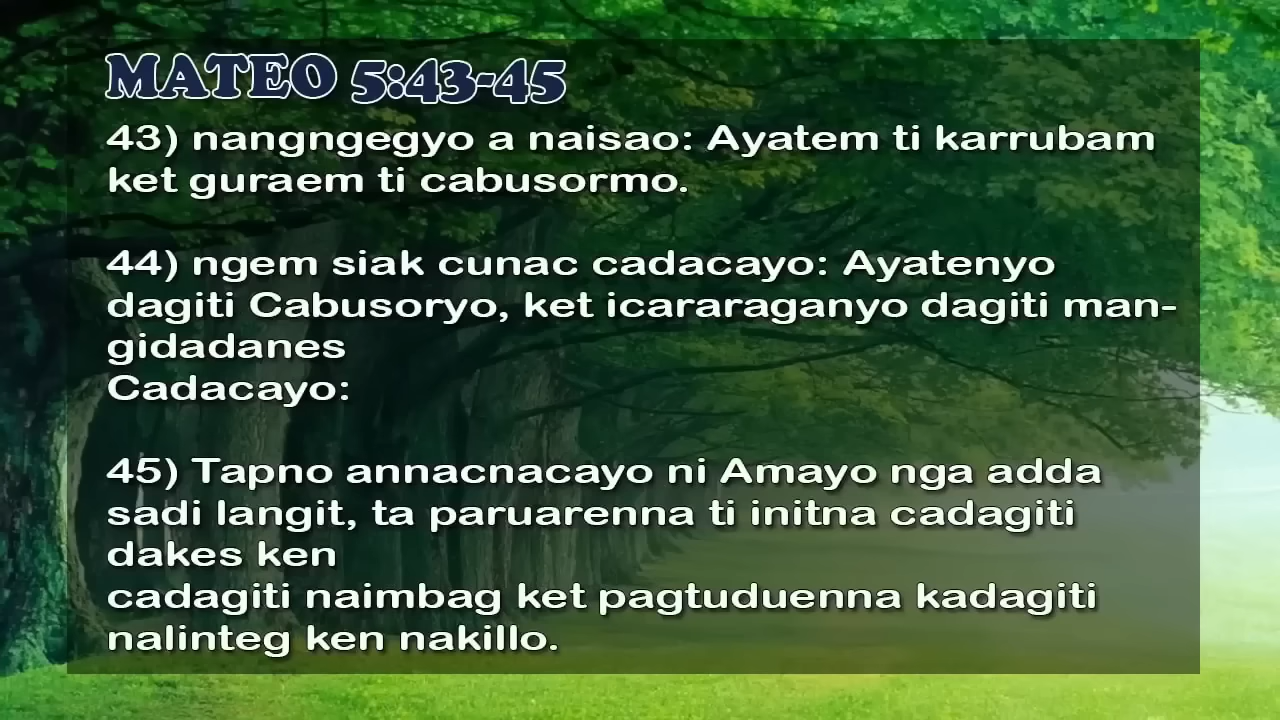 MATEO 5:43-45
43) nangngegyo a naisao: Ayatem ti karrubam
ket guraem ti cabusormo.
44) ngem siak cunac cadacayo: Ayatenyo
dagiti Cabusoryo, ket icararaganyo dagiti man-
gidadanes
Cadacayo:
45) Tapno annacnacayo ni Amayo nga adda
sadi langit, ta paruarenna ti initna cadagiti
dakes ken
cadagiti naimbag ket pagtuduenna kadagiti
nalinteg ken nakillo.